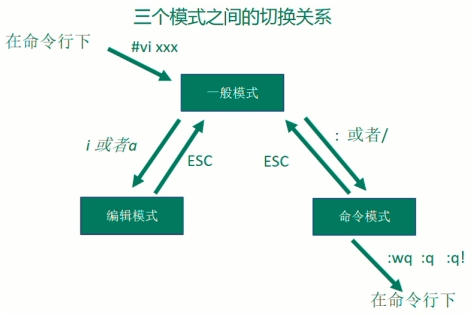 三个模式之间的切换关系
在命令行下
#vi xxx
一般模式
i 或者a
ESC
ESC
: 或者/
编辑模式
命令模式
:wq :q :q!
在命令行下